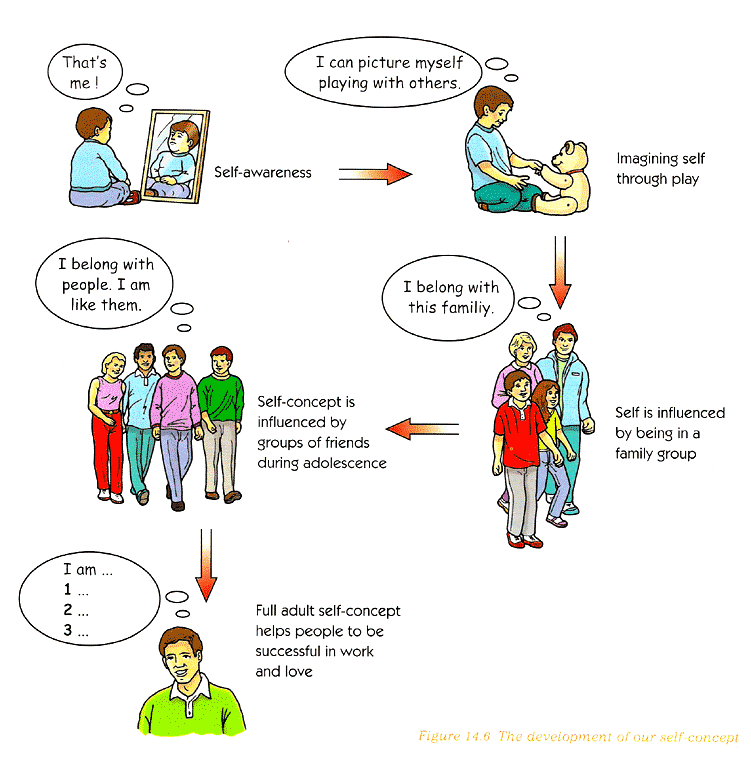 That's
me !
Self-awareness
I can picture myself
playing with others.
Imagining self
through play
I belong with
this familiy.
Self is influenced
by being in a
family group
I belong with
people. I am
like them.
Self-concept is
influenced by
groups of friends
during adolescence
I am ...
1 ...
2 ...
3 ...
Full adult self-concept
helps people to be
successful in work
and love
Figure 14.6 The development of our self-concept